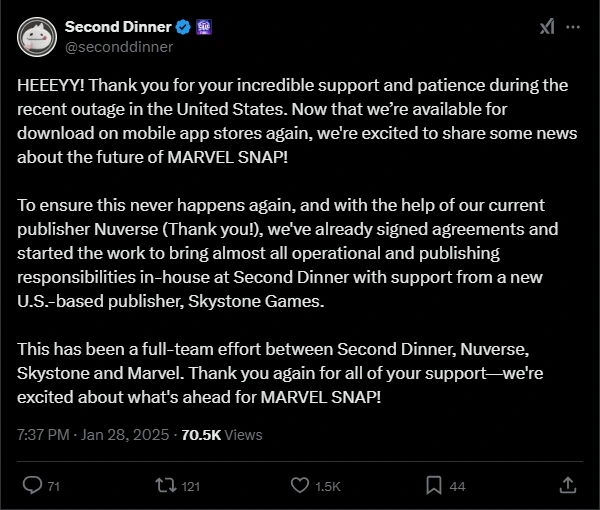 Second Dinner
@seconddinner
HEEEYY! Thank you for your incredible support and patience during the
recent outage in the United States. Now that we’re available for
download on mobile app stores again, we're excited to share some news
about the future of MARVEL SNAP!
To ensure this never happens again, and with the help of our current
publisher Nuverse (Thank you!), we've already signed agreements and
started the work to bring almost all operational and publishing
responsibilities in-house at Second Dinner with support from a new
U.S.-based publisher, Skystone Games.
This has been a full-team effort between Second Dinner, Nuverse,
Skystone and Marvel. Thank you again for all of your support—we're
excited about what's ahead for MARVEL SNAP!
7:37 PM · Jan 28, 2025 · 70.5K Views
71 121 1.5K 44